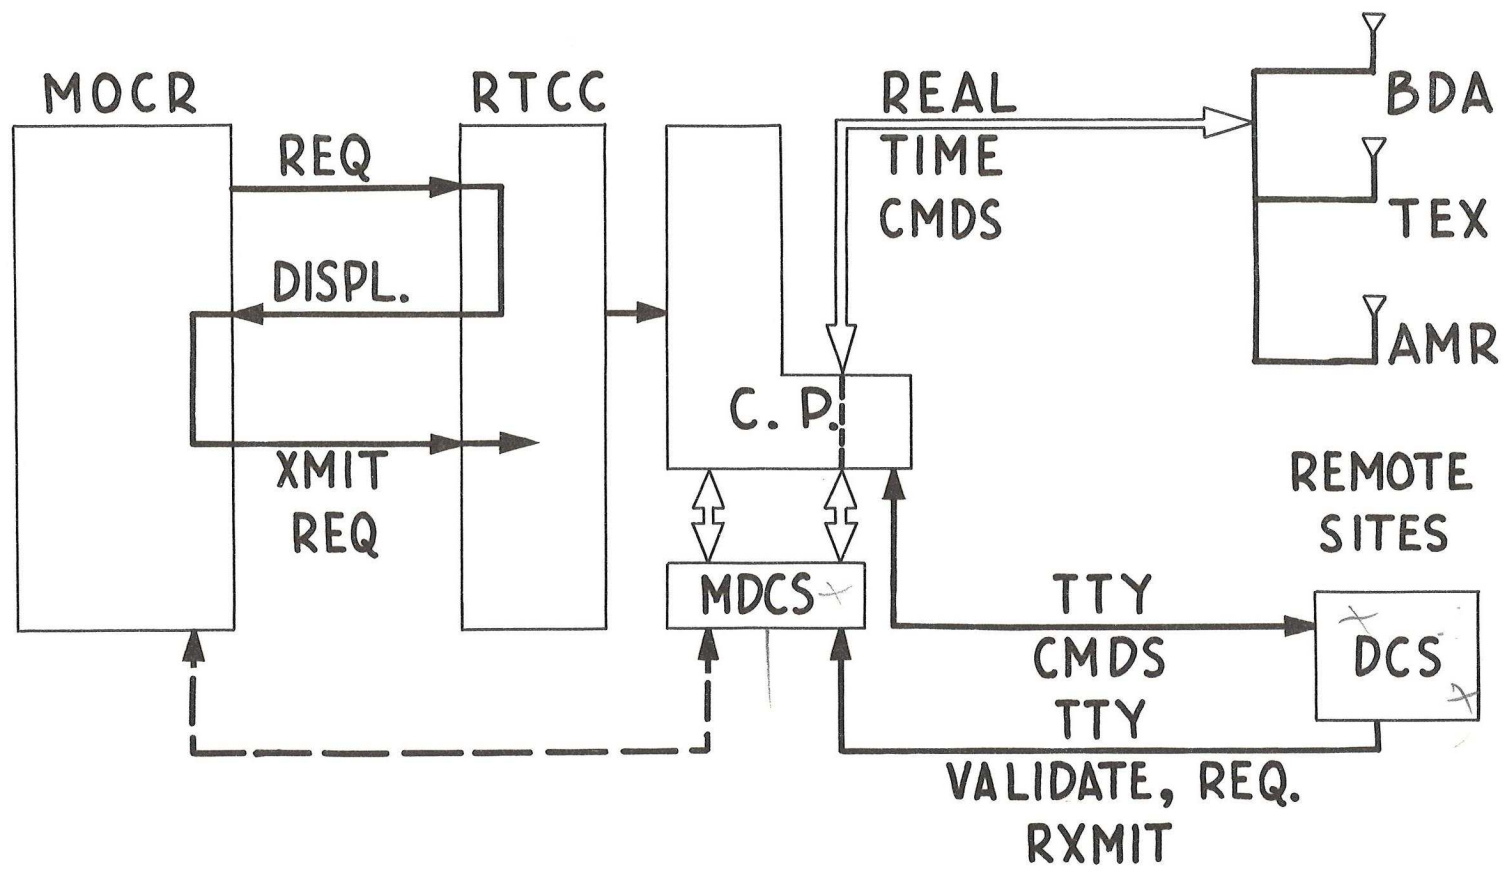 MOCR
RTCC
REQ
DISPL.
XMIT
REQ
C. P.
MDCS
REAL
TIME
CMDS
BDA
TEX
AMR
REMOTE
SITES
DCS
TTY
CMDS
TTY
VALIDATE, REQ.
RXMIT